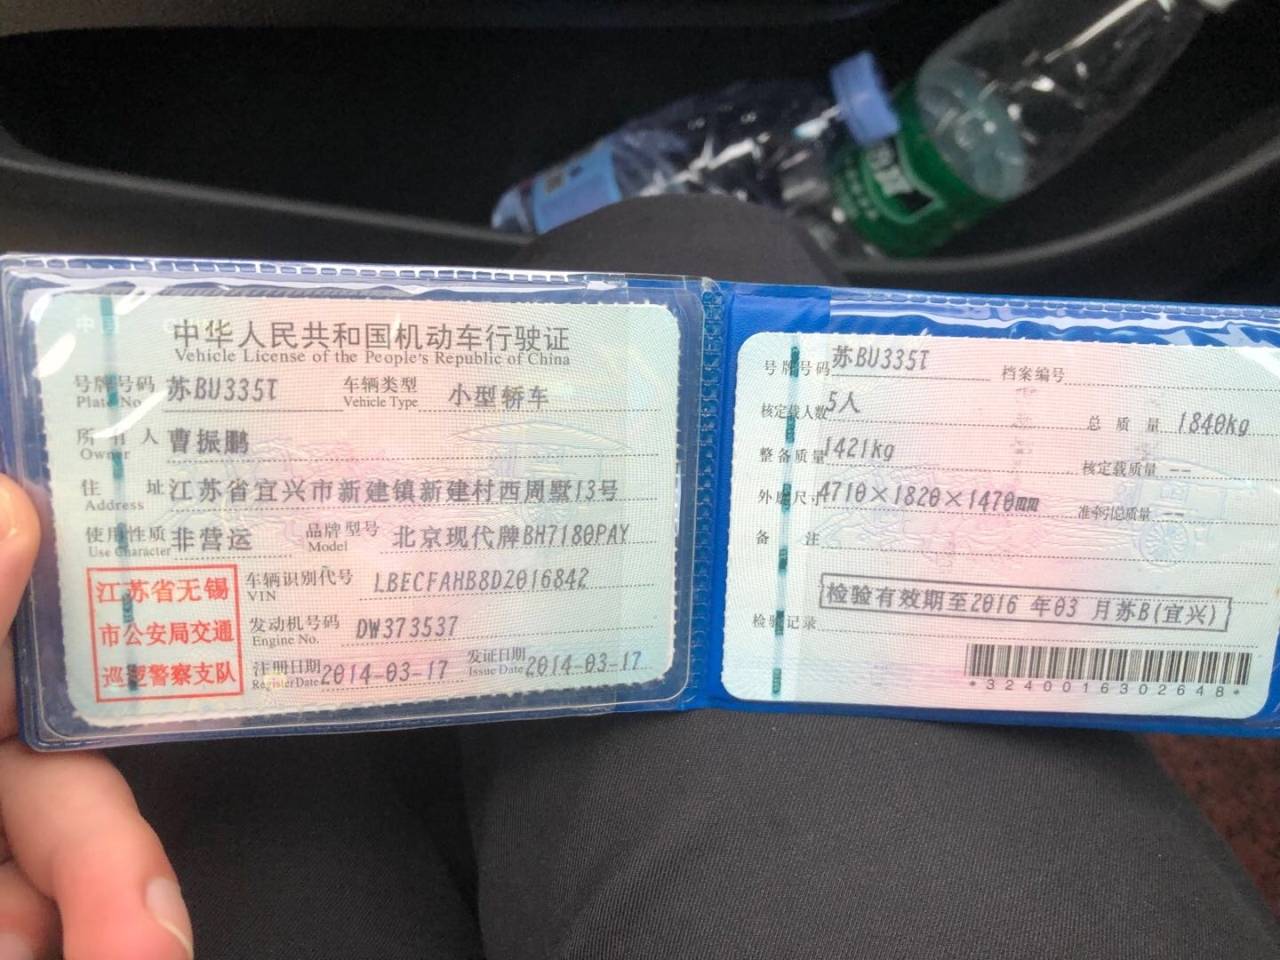 中华人民共和国机动车行驶证
Vehicle License of the People's Republic of China
号牌号码 苏BU335T 车辆类型 小型轿车
Plate No. Vehicle Type
所有人 曹振鹏
Owner
住址 江苏省宜兴市新建镇新建村西周墅13号
Address
使用性质 非营运 品牌型号 北京现代牌BH7180PAY
Use Character Model
江苏省无锡
市公安局交通
巡逻警察支队
车辆识别代号 LBECFAHB8D2016842
VIN
发动机号码 DW373537
Engine No.
注册日期 2014-03-17 发证日期 2014-03-17
Register Date Issue Date
号牌号码 苏BU335T 档案编号
核定载人数 5人 总质量 1840kg
整备质量 1421kg 核定载质量 --
外廓尺寸 4710×1820×1470mm 准牵引总质量 --
备注
检验有效期至2016 年03 月苏B(宜兴)
检验记录
*3240016302648*